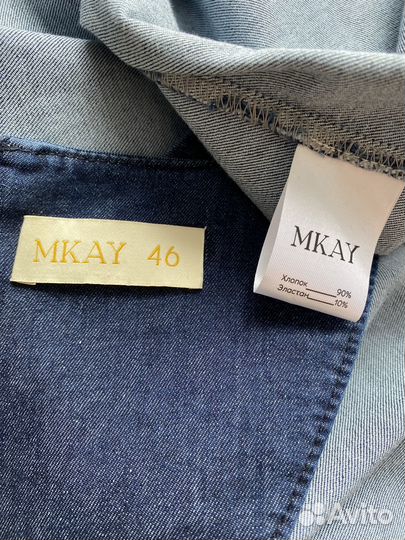 MKAY 46
MKAY
Хлопок 90%
Эластан 10%
Avito